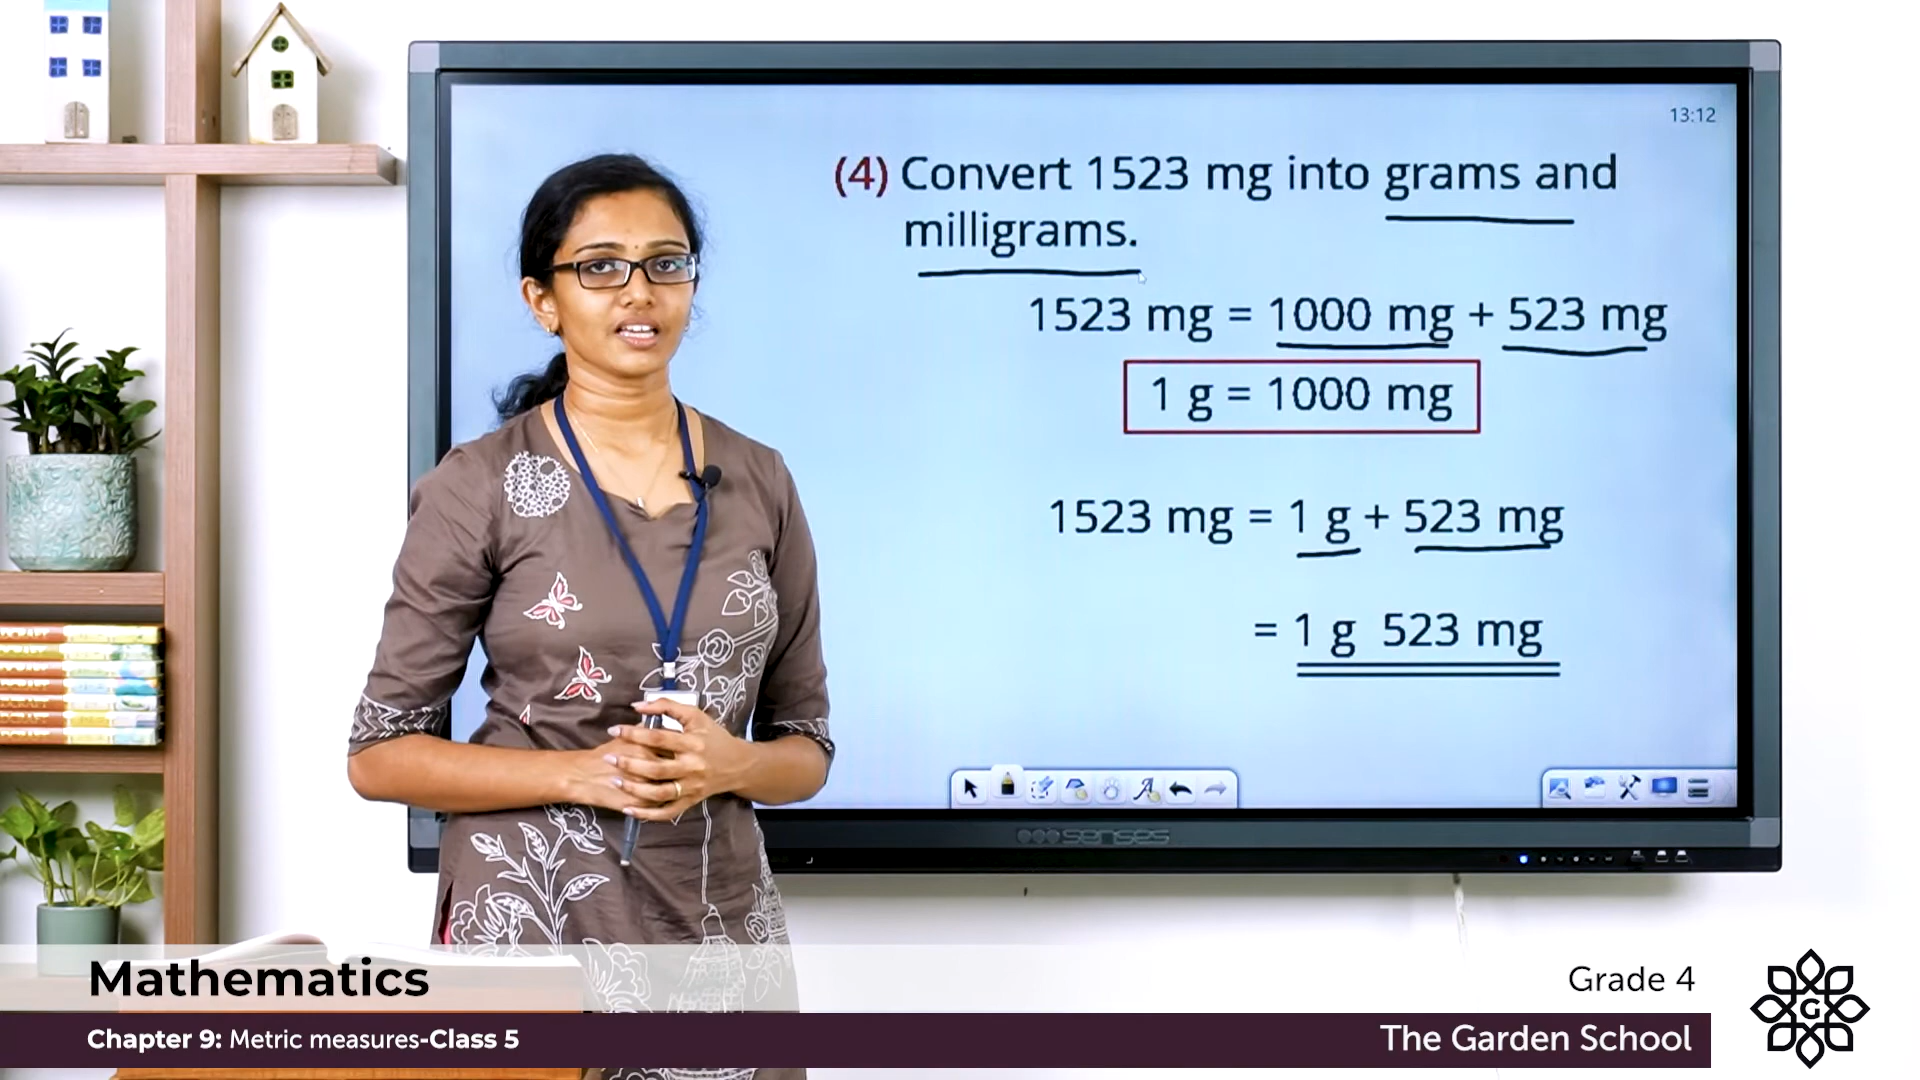 13:12
(4) Convert 1523 mg into grams and
milligrams.
1523 mg = 1000 mg + 523 mg
1 g = 1000 mg
1523 mg = 1 g + 523 mg
= 1 g 523 mg
senses
Mathematics
Grade 4
Chapter 9: Metric measures-Class 5
The Garden School
G